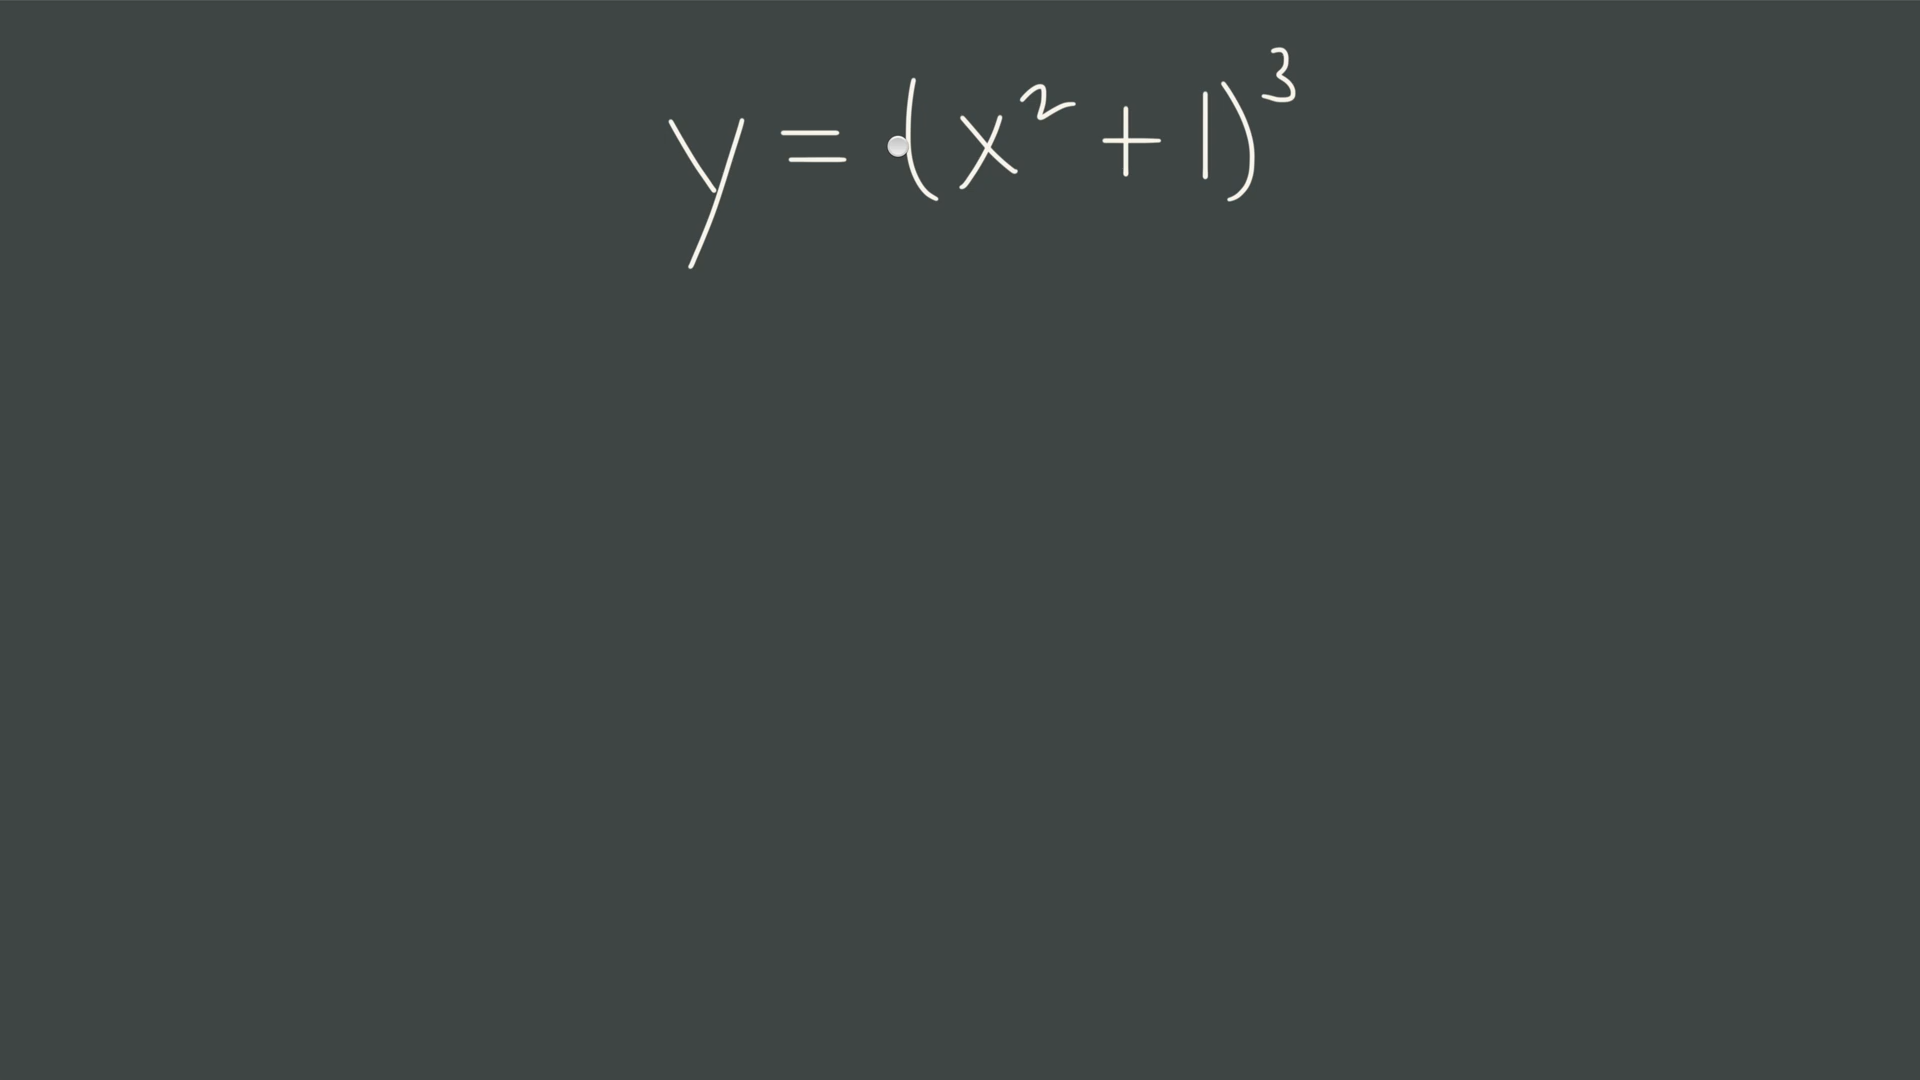 y = (x² + 1)³